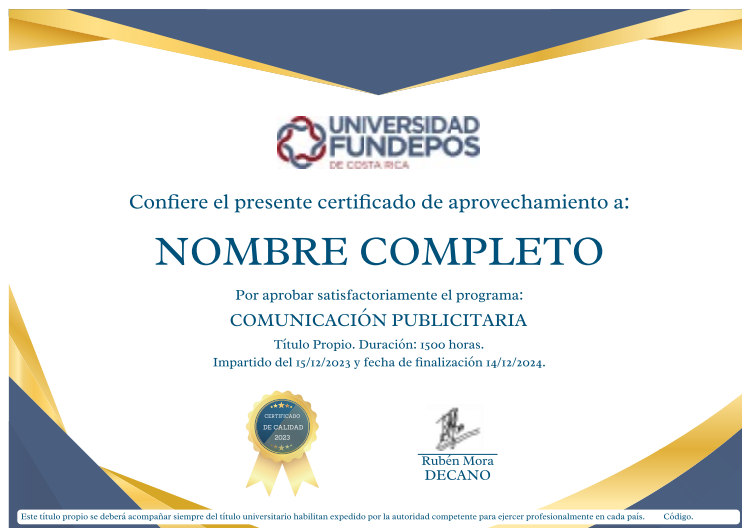 UNIVERSIDAD
FUNDEPOS
DE COSTA RICA
Confiere el presente certificado de aprovechamiento a:
NOMBRE COMPLETO
Por aprobar satisfactoriamente el programa:
COMUNICACIÓN PUBLICITARIA
Título Propio. Duración: 1500 horas.
Impartido del 15/12/2023 y fecha de finalización 14/12/2024.
CERTIFICADO
DE CALIDAD
2023
Rubén Mora
DECANO
Este título propio se deberá acompañar siempre del título universitario habilitan expedido por la autoridad competente para ejercer profesionalmente en cada país. Código.